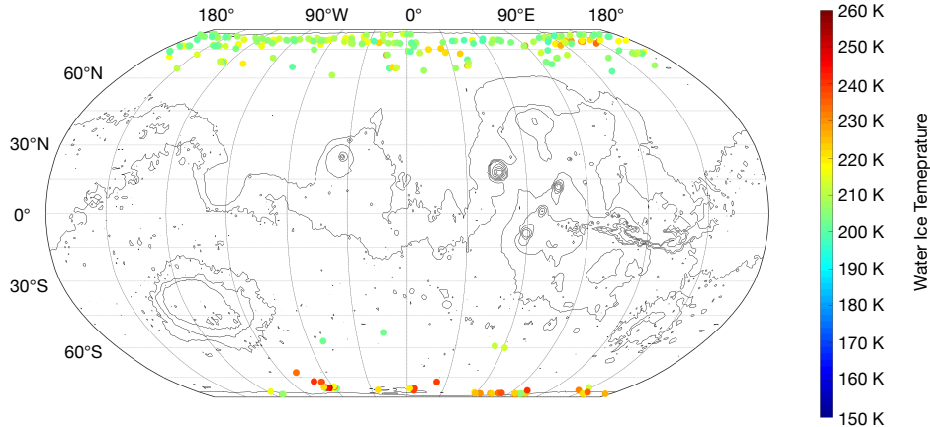 180° 90°W 0° 90°E 180°
60°N
30°N
0°
30°S
60°S
260 K
250 K
240 K
230 K
220 K
210 K
200 K
190 K
180 K
170 K
160 K
150 K
Water Ice Temeprature